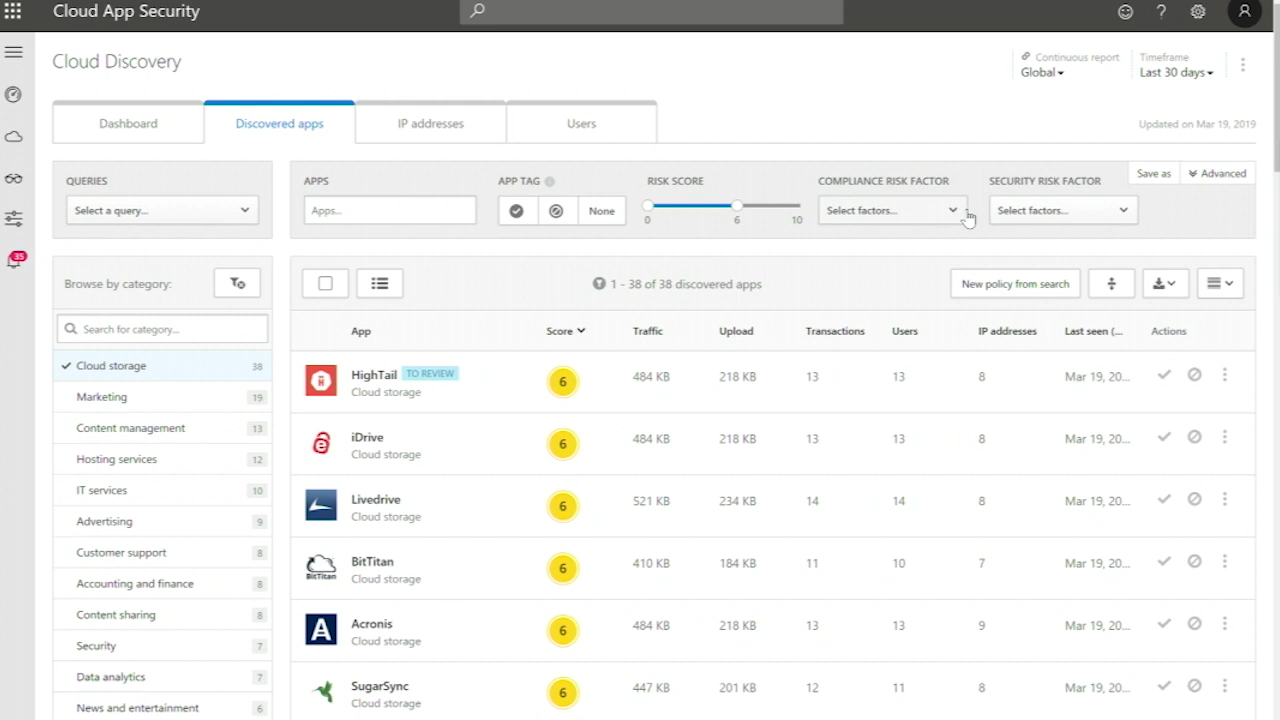 Cloud App Security
Cloud Discovery
Continuous report
Global
Timeframe
Last 30 days
Dashboard
Discovered apps
IP addresses
Users
Updated on Mar 19, 2019
35
QUERIES
Select a query...
APPS
Apps...
APP TAG
None
RISK SCORE
0
6
10
COMPLIANCE RISK FACTOR
Select factors...
SECURITY RISK FACTOR
Select factors...
Save as
Advanced
Browse by category:
Search for category...
Cloud storage 38
Marketing 19
Content management 13
Hosting services 12
IT services 10
Advertising 9
Customer support 8
Accounting and finance 8
Content sharing 8
Security 7
Data analytics 7
News and entertainment 6
1 - 38 of 38 discovered apps
New policy from search
App Score Traffic Upload Transactions Users IP addresses Last seen (... Actions
HighTail TO REVIEW 6 484 KB 218 KB 13 13 8 Mar 19, 20...
Cloud storage
iDrive 6 484 KB 218 KB 13 13 8 Mar 19, 20...
Cloud storage
Livedrive 6 521 KB 234 KB 14 14 8 Mar 19, 20...
Cloud storage
BitTitan BitTitan 6 410 KB 184 KB 11 10 7 Mar 19, 20...
Cloud storage
A Acronis 6 484 KB 218 KB 13 13 9 Mar 19, 20...
Cloud storage
SugarSync 6 447 KB 201 KB 12 11 8 Mar 19, 20...
Cloud storage